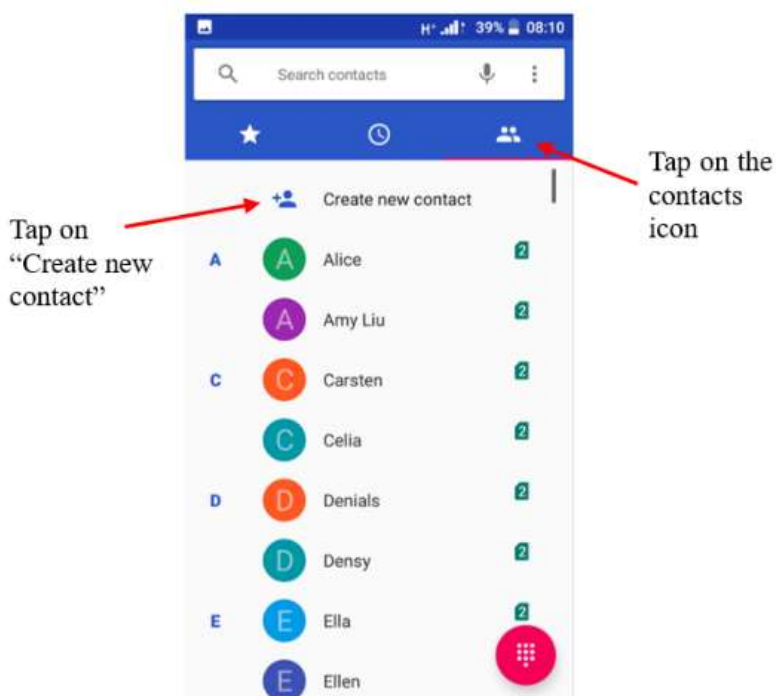 H+ 39% 08:10
Search contacts
Tap on the
contacts
icon
Create new contact
Tap on
“Create new
contact”
A A Alice 2
A Amy Liu 2
C C Carsten 2
C Celia 2
D D Denials 2
D Densy 2
E E Ella 2
E Ellen